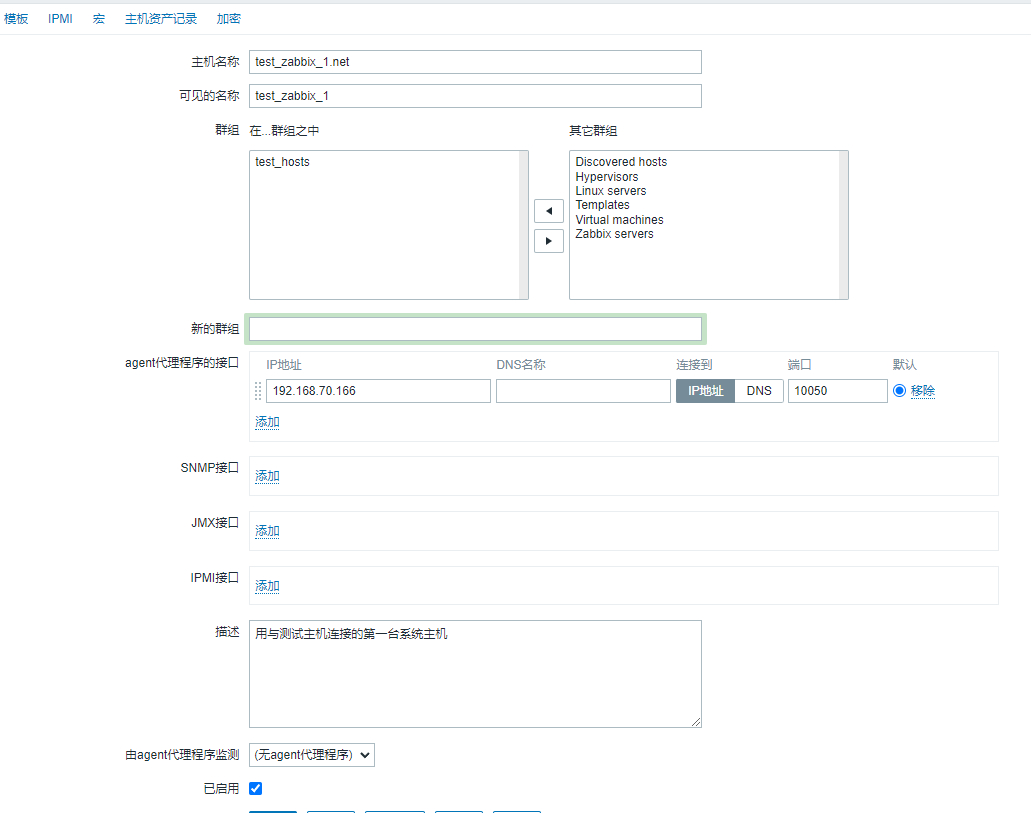 模板 IPMI 宏 主机资产记录 加密
主机名称 test_zabbix_1.net
可见的名称 test_zabbix_1
群组 在...群组之中 其它群组
test_hosts Discovered hosts
Hypervisors
Linux servers
Templates
Virtual machines
Zabbix servers
新的群组
agent代理程序的接口 IP地址 DNS名称 连接到 端口 默认
192.168.70.166 IP地址 DNS 10050 移除
添加
SNMP接口 添加
JMX接口 添加
IPMI接口 添加
描述 用与测试主机连接的第一台系统主机
由agent代理程序监测 (无agent代理程序)
已启用